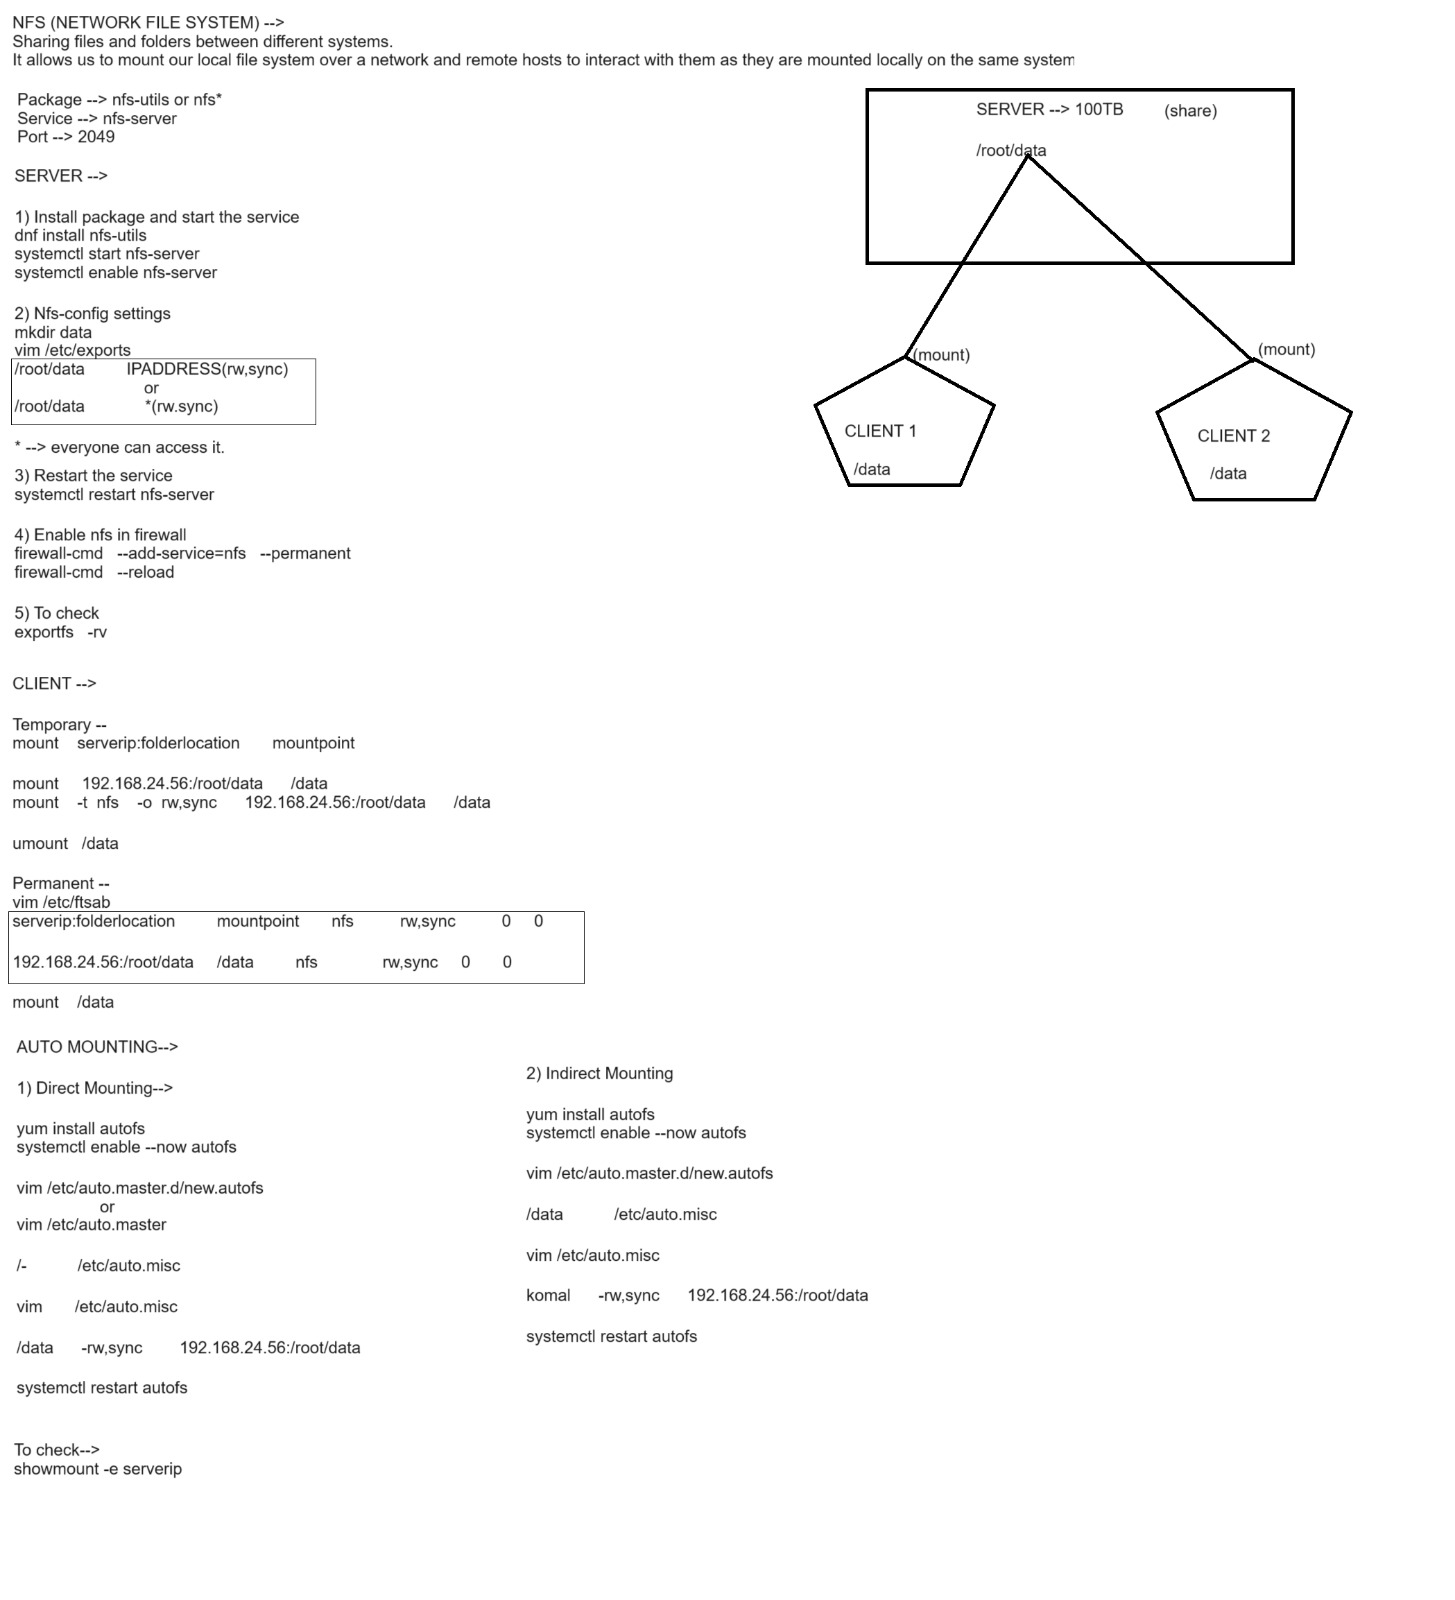 NFS (NETWORK FILE SYSTEM) -->
Sharing files and folders between different systems.
It allows us to mount our local file system over a network and remote hosts to interact with them as they are mounted locally on the same system
Package --> nfs-utils or nfs*
Service --> nfs-server
Port --> 2049
SERVER -->
1) Install package and start the service
dnf install nfs-utils
systemctl start nfs-server
systemctl enable nfs-server
2) Nfs-config settings
mkdir data
vim /etc/exports
/root/data IPADDRESS(rw,sync)
or
/root/data *(rw.sync)
* --> everyone can access it.
3) Restart the service
systemctl restart nfs-server
4) Enable nfs in firewall
firewall-cmd --add-service=nfs --permanent
firewall-cmd --reload
5) To check
exportfs -rv
SERVER --> 100TB (share)
/root/data
(mount)
(mount)
CLIENT 1
/data
CLIENT 2
/data
CLIENT -->
Temporary --
mount serverip:folderlocation mountpoint
mount 192.168.24.56:/root/data /data
mount -t nfs -o rw,sync 192.168.24.56:/root/data /data
umount /data
Permanent --
vim /etc/ftsab
serverip:folderlocation mountpoint nfs rw,sync 0 0
192.168.24.56:/root/data /data nfs rw,sync 0 0
mount /data
AUTO MOUNTING-->
1) Direct Mounting-->
yum install autofs
systemctl enable --now autofs
vim /etc/auto.master.d/new.autofs
or
vim /etc/auto.master
/- /etc/auto.misc
vim /etc/auto.misc
/data -rw,sync 192.168.24.56:/root/data
systemctl restart autofs
2) Indirect Mounting
yum install autofs
systemctl enable --now autofs
vim /etc/auto.master.d/new.autofs
/data /etc/auto.misc
vim /etc/auto.misc
komal -rw,sync 192.168.24.56:/root/data
systemctl restart autofs
To check-->
showmount -e serverip